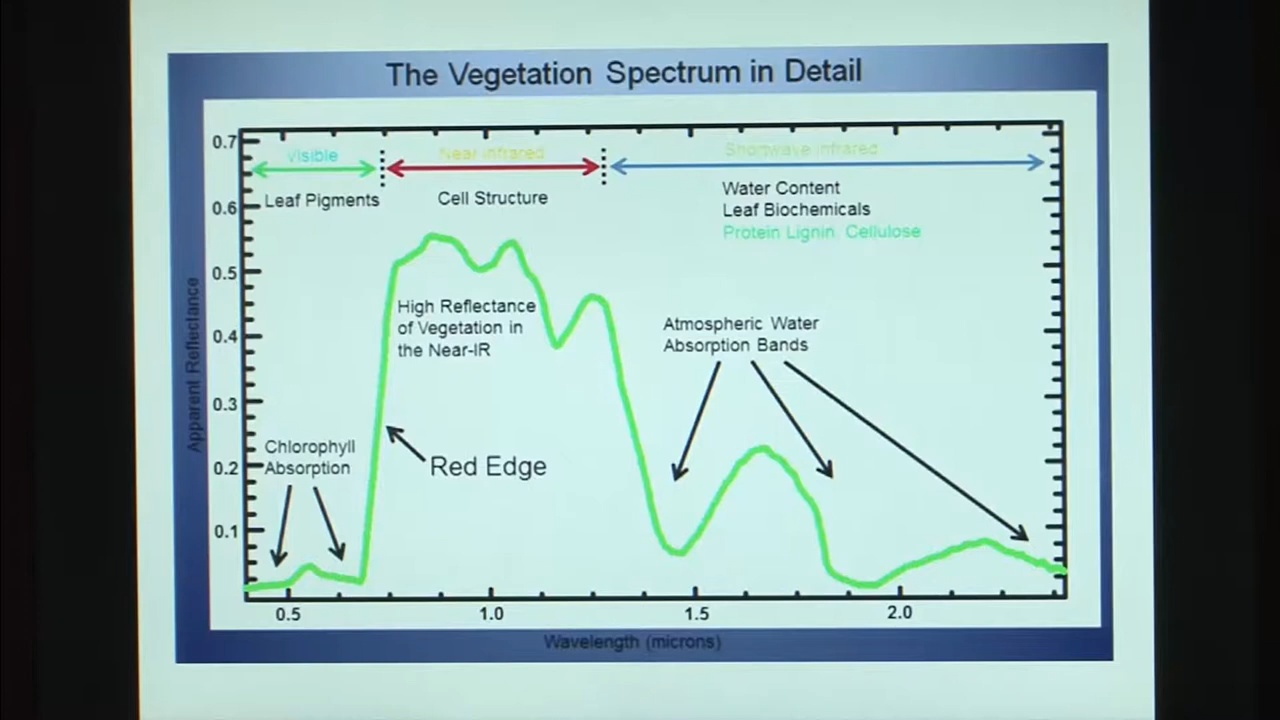 The Vegetation Spectrum in Detail
0.7
0.6
0.5
0.4
0.3
0.2
0.1
Apparent Reflectance
Visible
Near Infrared
Shortwave Infrared
Leaf Pigments
Cell Structure
Water Content
Leaf Biochemicals
Protein Lignin Cellulose
High Reflectance
of Vegetation in
the Near-IR
Atmospheric Water
Absorption Bands
Chlorophyll
Absorption
Red Edge
0.5
1.0
1.5
2.0
Wavelength (microns)